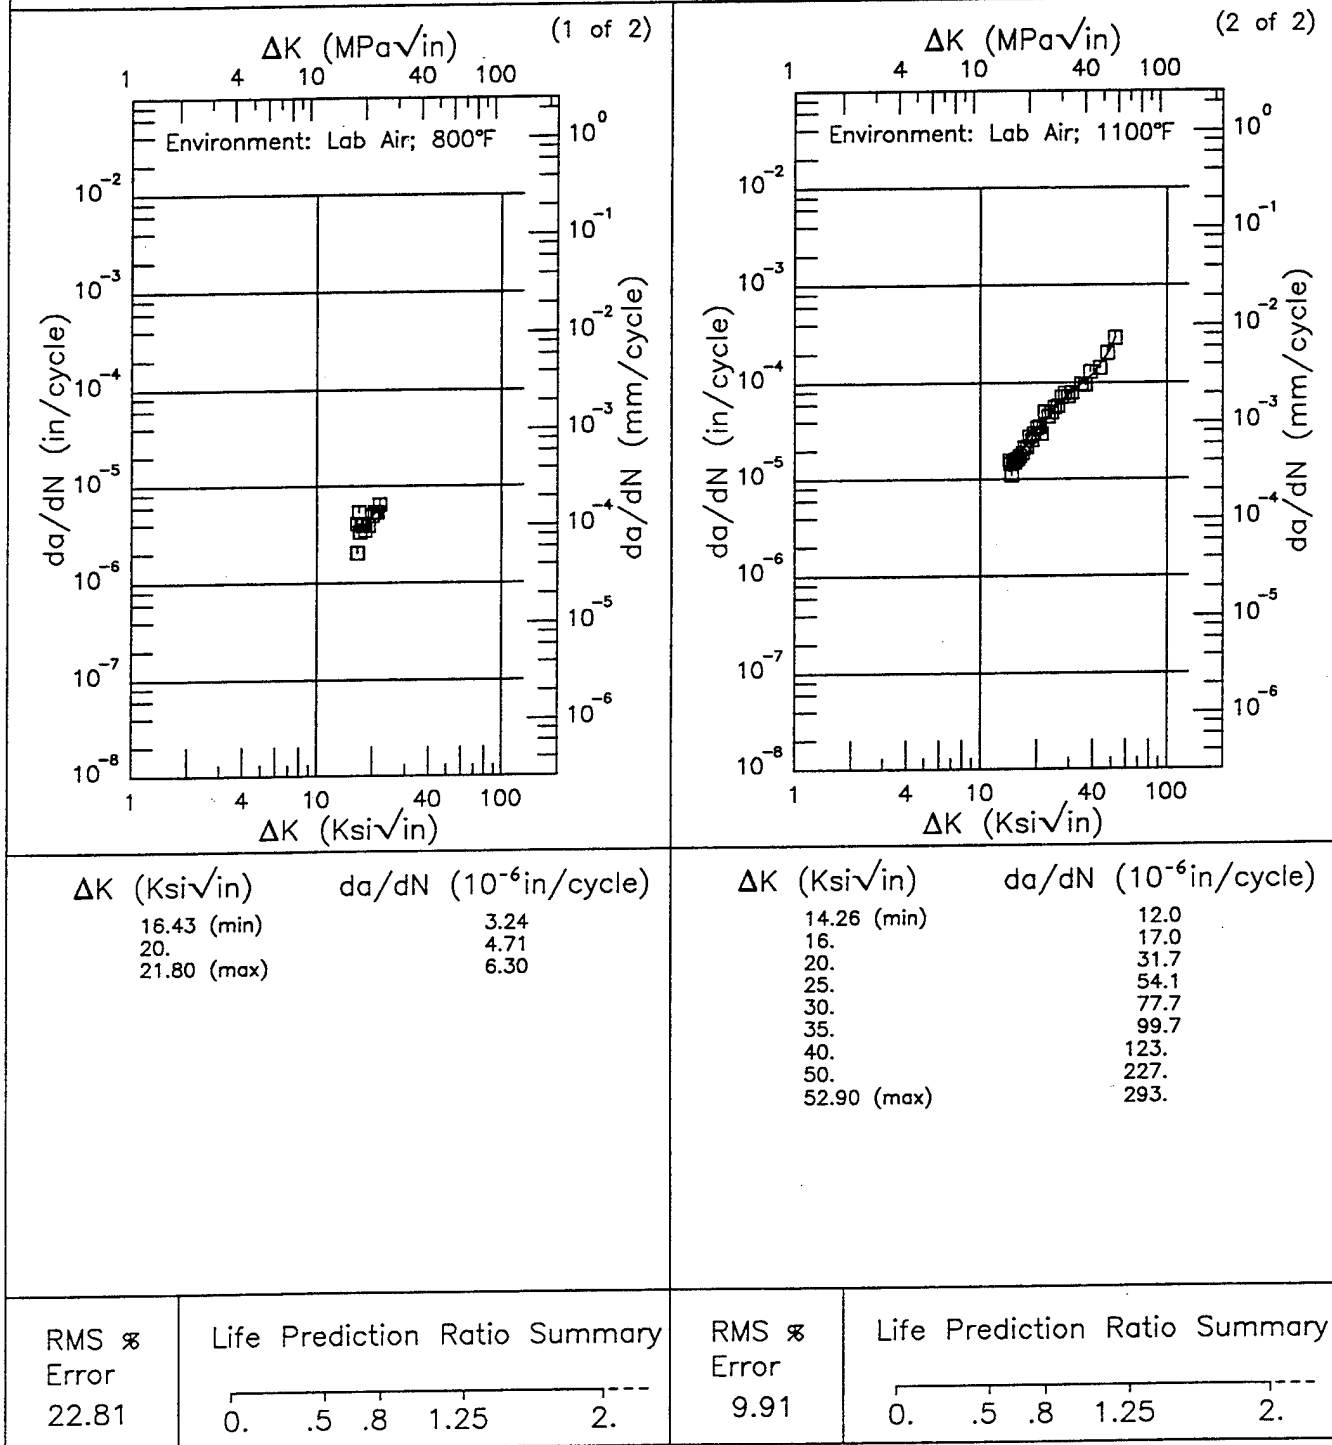 (1 of 2)
ΔK (MPa√in)
1 4 10 40 100
Environment: Lab Air; 800°F
10⁰
10⁻¹
10⁻²
10⁻³
10⁻⁴
10⁻⁵
10⁻⁶
10⁻²
10⁻³
10⁻⁴
10⁻⁵
10⁻⁶
10⁻⁷
10⁻⁸
da/dN (in/cycle)
da/dN (mm/cycle)
1 4 10 40 100
ΔK (Ksi√in)
ΔK (Ksi√in) da/dN (10⁻⁶in/cycle)
16.43 (min) 3.24
20. 4.71
21.80 (max) 6.30
RMS % Error
22.81
Life Prediction Ratio Summary
0. .5 .8 1.25 2.
(2 of 2)
ΔK (MPa√in)
1 4 10 40 100
Environment: Lab Air; 1100°F
10⁰
10⁻¹
10⁻²
10⁻³
10⁻⁴
10⁻⁵
10⁻⁶
10⁻²
10⁻³
10⁻⁴
10⁻⁵
10⁻⁶
10⁻⁷
10⁻⁸
da/dN (in/cycle)
da/dN (mm/cycle)
1 4 10 40 100
ΔK (Ksi√in)
ΔK (Ksi√in) da/dN (10⁻⁶in/cycle)
14.26 (min) 12.0
16. 17.0
20. 31.7
25. 54.1
30. 77.7
35. 99.7
40. 123.
50. 227.
52.90 (max) 293.
RMS % Error
9.91
Life Prediction Ratio Summary
0. .5 .8 1.25 2.